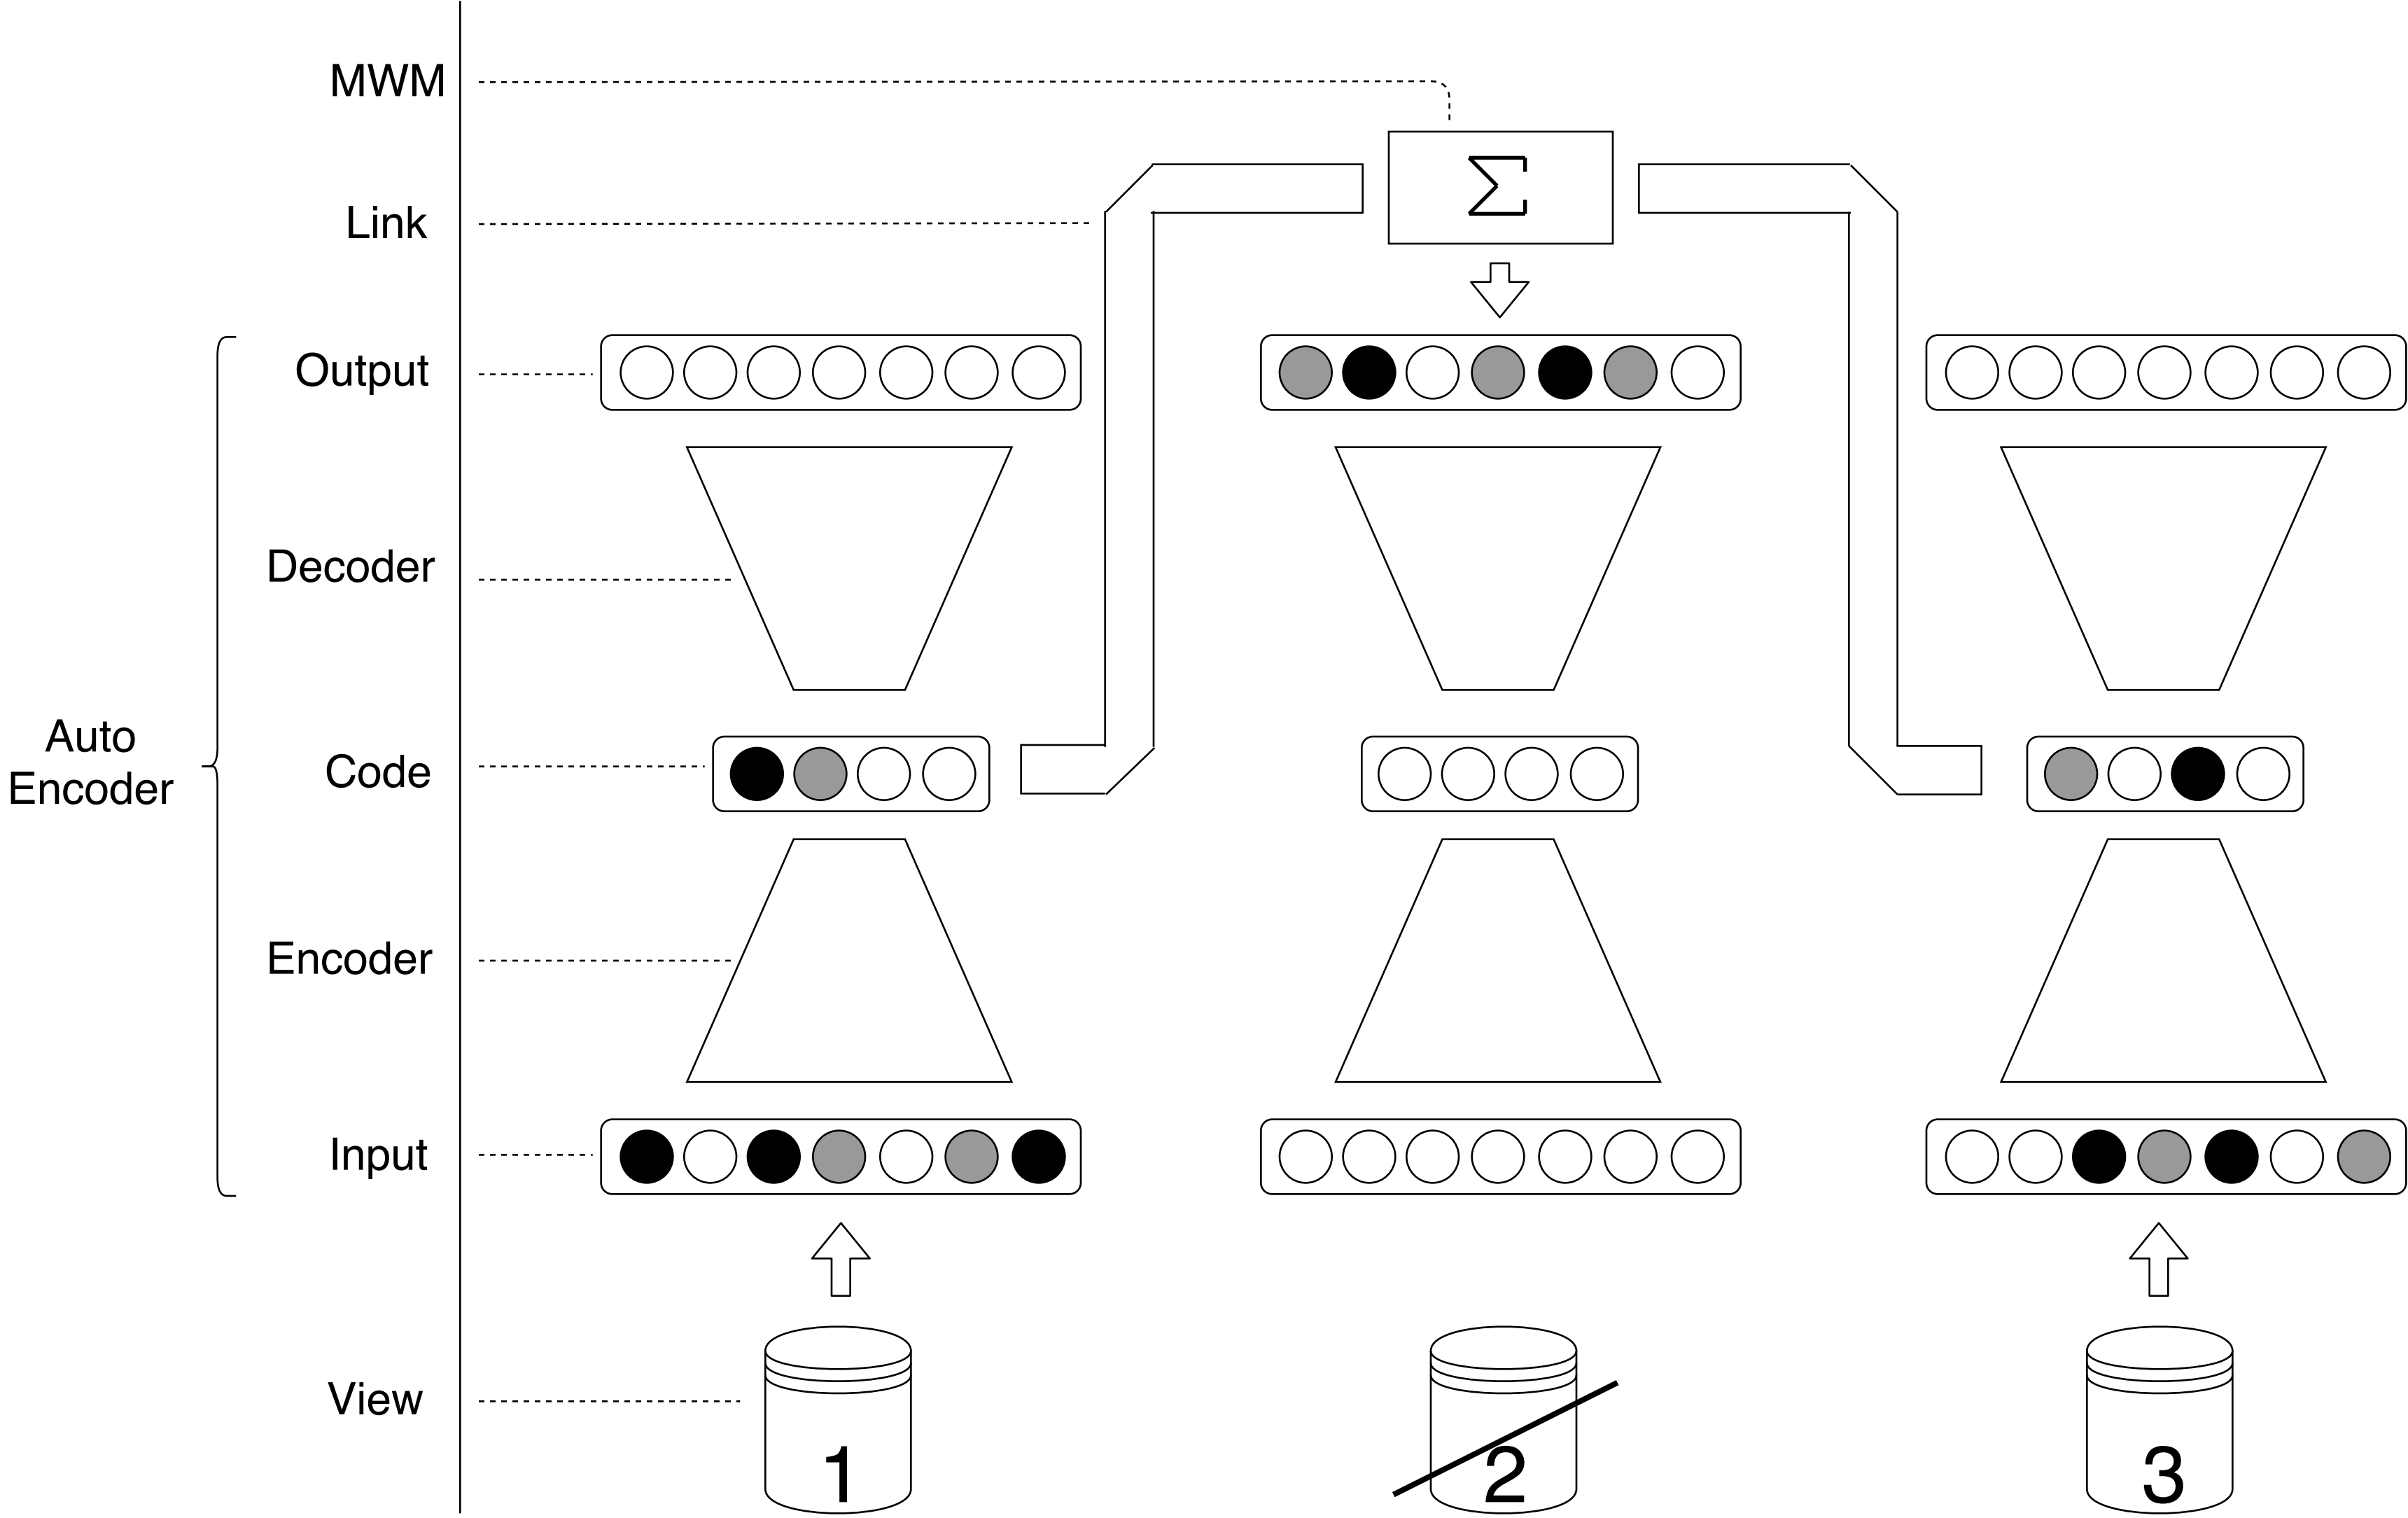 MWM
Σ
Link
Output
Decoder
Auto
Encoder
Code
Encoder
Input
View
1
2
3